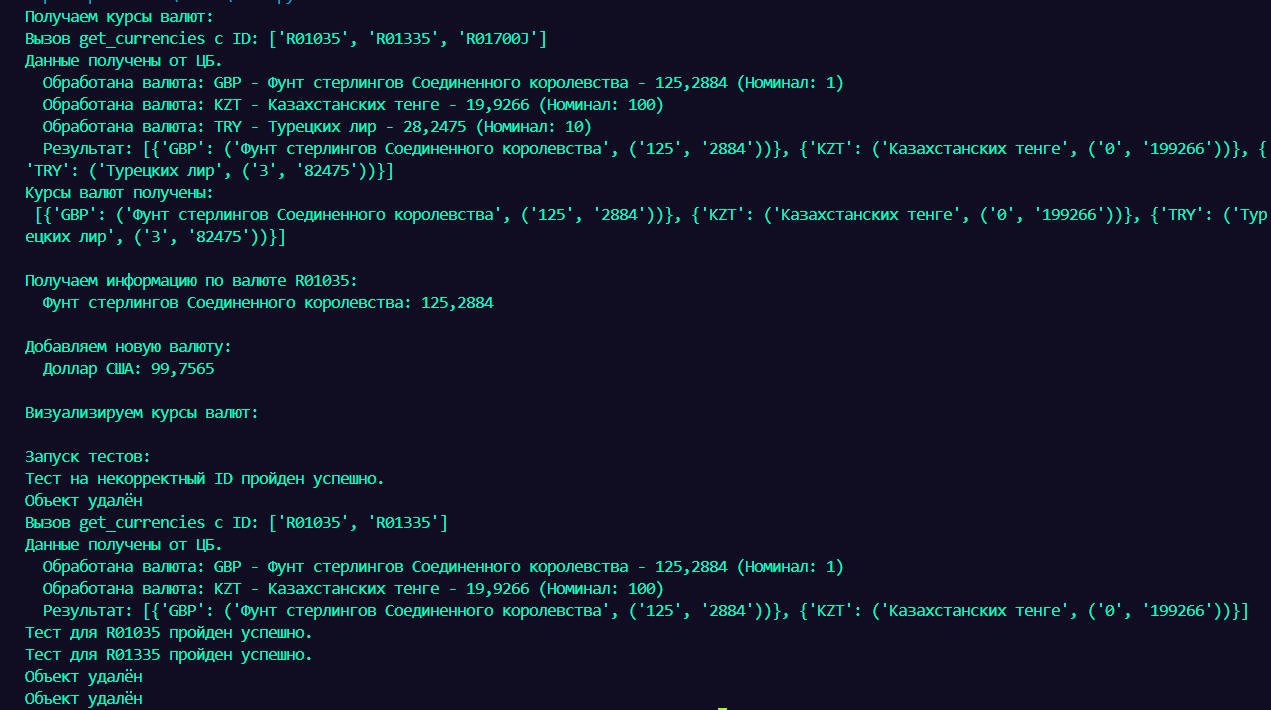 Получаем курсы валют:
Вызов get_currencies с ID: ['R01035', 'R01335', 'R01700J']
Данные получены от ЦБ.
Обработана валюта: GBP - Фунт стерлингов Соединенного королевства - 125,2884 (Номинал: 1)
Обработана валюта: KZT - Казахстанских тенге - 19,9266 (Номинал: 100)
Обработана валюта: TRY - Турецких лир - 28,2475 (Номинал: 10)
Результат: [{'GBP': ('Фунт стерлингов Соединенного королевства', ('125', '2884'))}, {'KZT': ('Казахстанских тенге', ('0', '199266'))}, {
'TRY': ('Турецких лир', ('3', '82475'))}]
Курсы валют получены:
[{'GBP': ('Фунт стерлингов Соединенного королевства', ('125', '2884'))}, {'KZT': ('Казахстанских тенге', ('0', '199266'))}, {'TRY': ('Тур
ецких лир', ('3', '82475'))}]
Получаем информацию по валюте R01035:
Фунт стерлингов Соединенного королевства: 125,2884
Добавляем новую валюту:
Доллар США: 99,7565
Визуализируем курсы валют:
Запуск тестов:
Тест на некорректный ID пройден успешно.
Объект удалён
Вызов get_currencies с ID: ['R01035', 'R01335']
Данные получены от ЦБ.
Обработана валюта: GBP - Фунт стерлингов Соединенного королевства - 125,2884 (Номинал: 1)
Обработана валюта: KZT - Казахстанских тенге - 19,9266 (Номинал: 100)
Результат: [{'GBP': ('Фунт стерлингов Соединенного королевства', ('125', '2884'))}, {'KZT': ('Казахстанских тенге', ('0', '199266'))}]
Тест для R01035 пройден успешно.
Тест для R01335 пройден успешно.
Объект удалён
Объект удалён